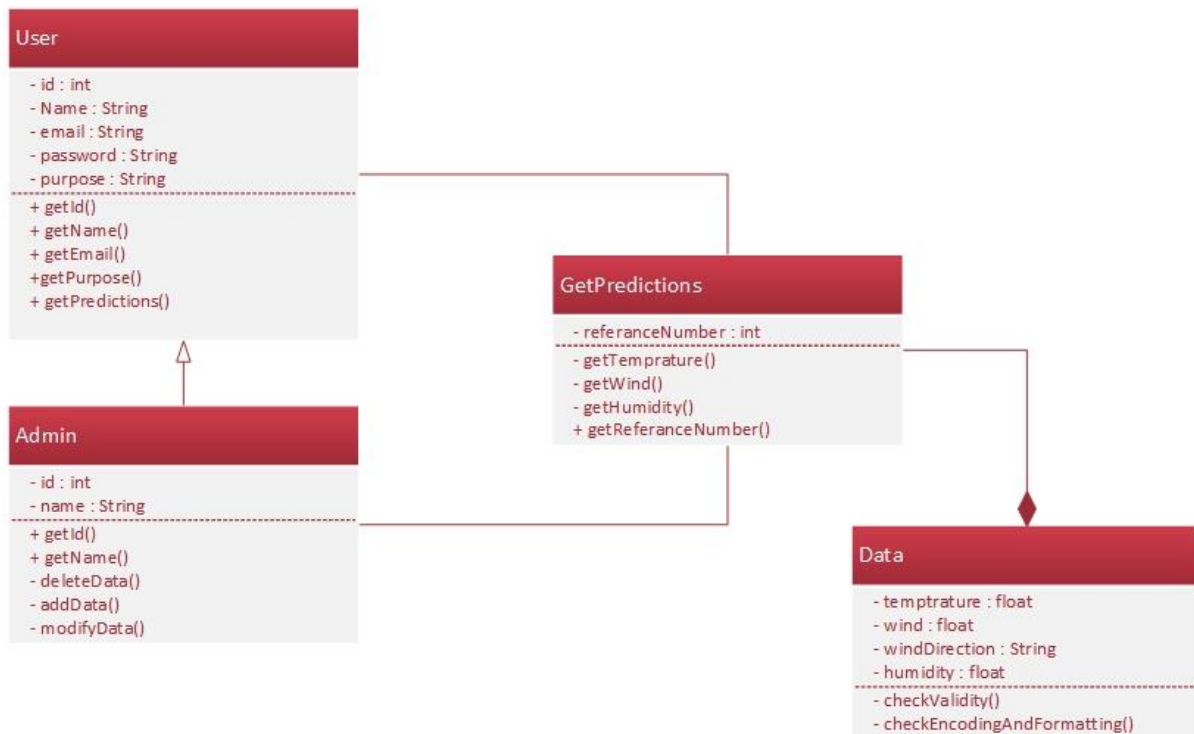 User
- id : int
- Name : String
- email : String
- password : String
- purpose : String
+ getId()
+ getName()
+ getEmail()
+getPurpose()
+ getPredictions()
GetPredictions
- referanceNumber : int
- getTemprature()
- getWind()
- getHumidity()
+ getReferanceNumber()
Admin
- id : int
- name : String
+ getId()
+ getName()
- deleteData()
- addData()
- modifyData()
Data
- temptrature : float
- wind : float
- windDirection : String
- humidity : float
- checkValidity()
- checkEncodingAndFormatting()